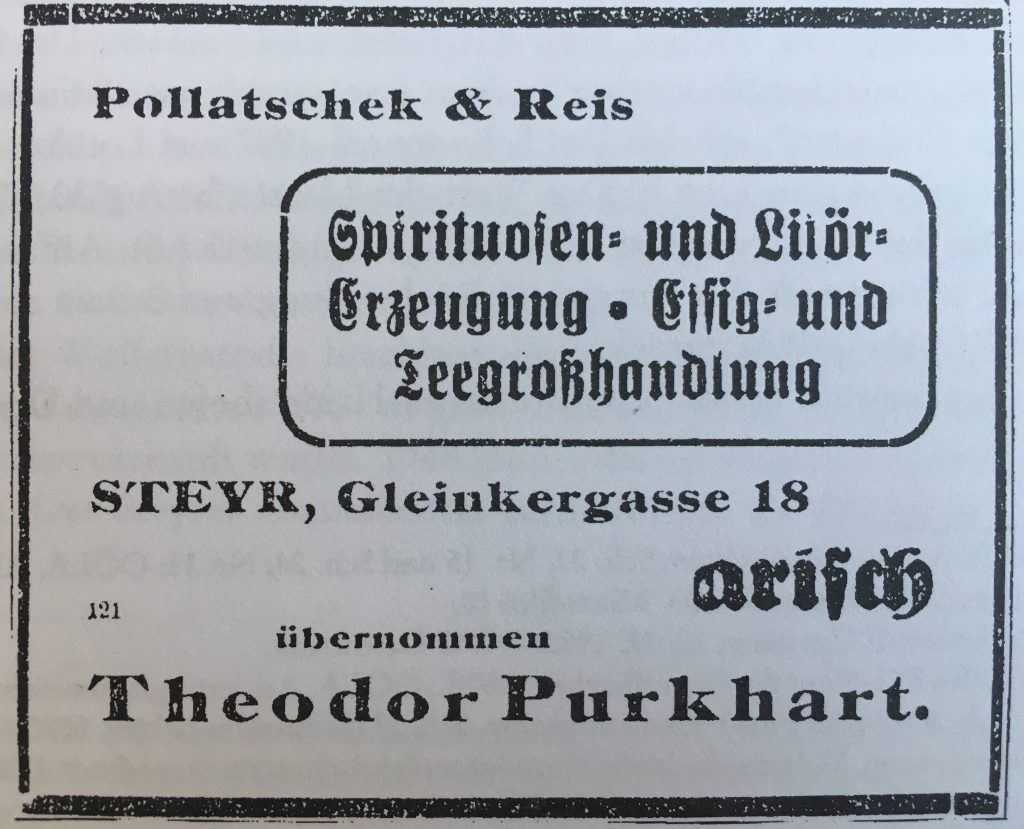 Pollatschek & Reis
Spirituosen- und Likör-
Erzeugung • Essig- und
Teegroßhandlung
STEYR, Gleinkergasse 18
arisch
121
übernommen
Theodor Purkhart.